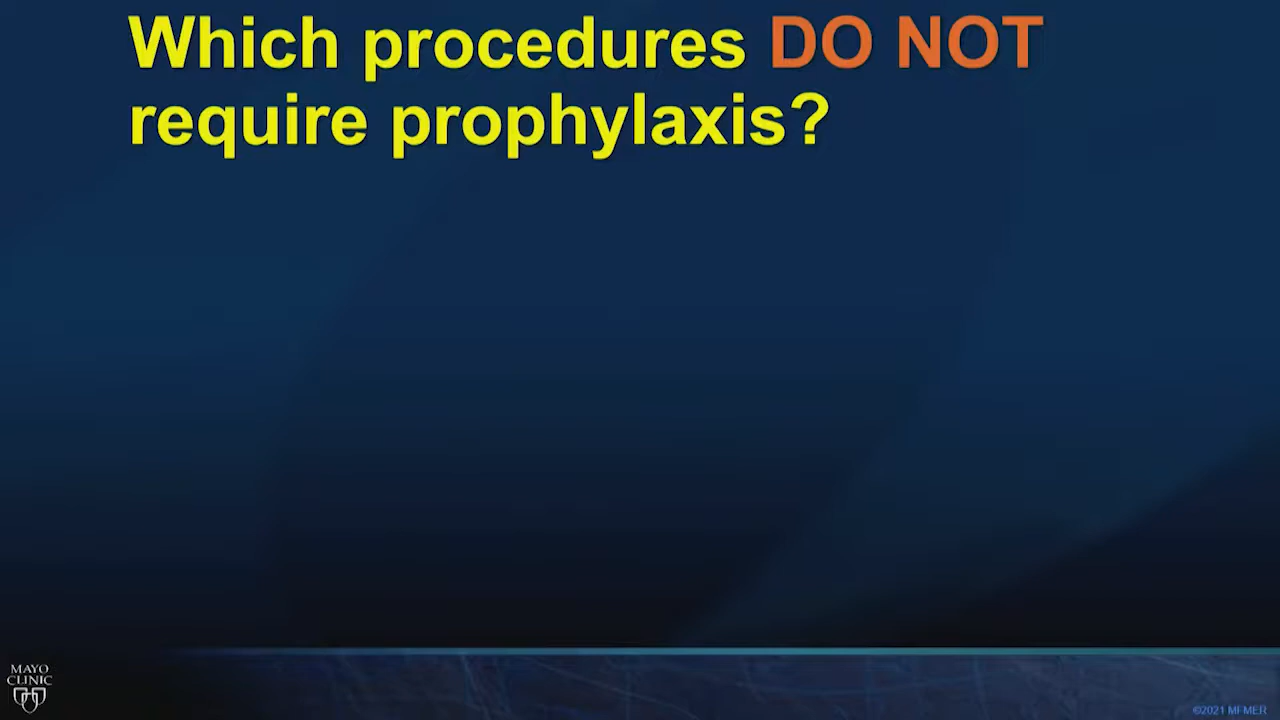 Which procedures DO NOT
require prophylaxis?
MAYO
CLINIC
©2021 MFMER